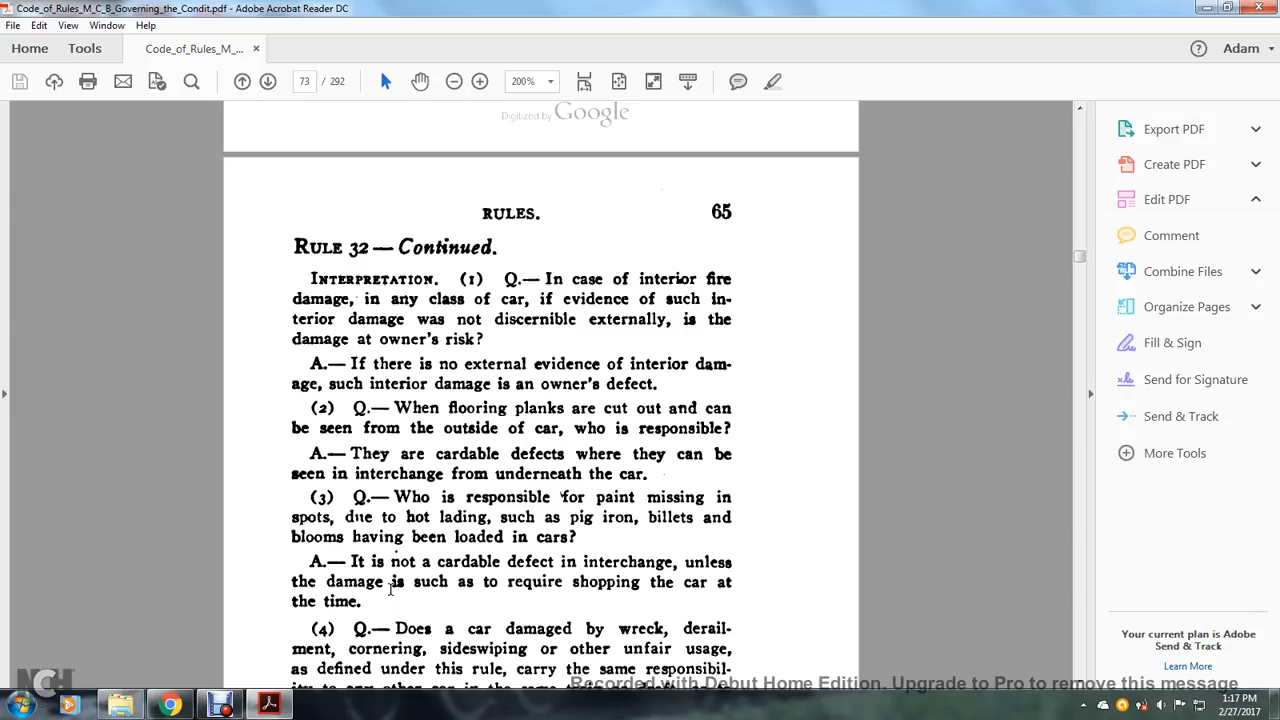 Code_of_Rules_M_C_B_Governing_the_Condit.pdf - Adobe Acrobat Reader DC
File Edit View Window Help
Home Tools Code_of_Rules_M_... × Adam
73 / 292 200%
Digitized by Google
RULES. 65
RULE 32 — Continued.
INTERPRETATION. (1) Q.— In case of interior fire
damage, in any class of car, if evidence of such in-
terior damage was not discernible externally, is the
damage at owner's risk?
A.— If there is no external evidence of interior dam-
age, such interior damage is an owner's defect.
(2) Q.— When flooring planks are cut out and can
be seen from the outside of car, who is responsible?
A.— They are cardable defects where they can be
seen in interchange from underneath the car.
(3) Q.— Who is responsible for paint missing in
spots, due to hot lading, such as pig iron, billets and
blooms having been loaded in cars?
A.— It is not a cardable defect in interchange, unless
the damage is such as to require shopping the car at
the time.
(4) Q.— Does a car damaged by wreck, derail-
ment, cornering, sideswiping or other unfair usage,
as defined under this rule, carry the same responsibil-
Export PDF
Create PDF
Edit PDF
Comment
Combine Files
Organize Pages
Fill & Sign
Send for Signature
Send & Track
More Tools
Your current plan is Adobe
Send & Track
Learn More
Recorded with Debut Home Edition. Upgrade to Pro to remove this message
NCH
1:17 PM
2/27/2017